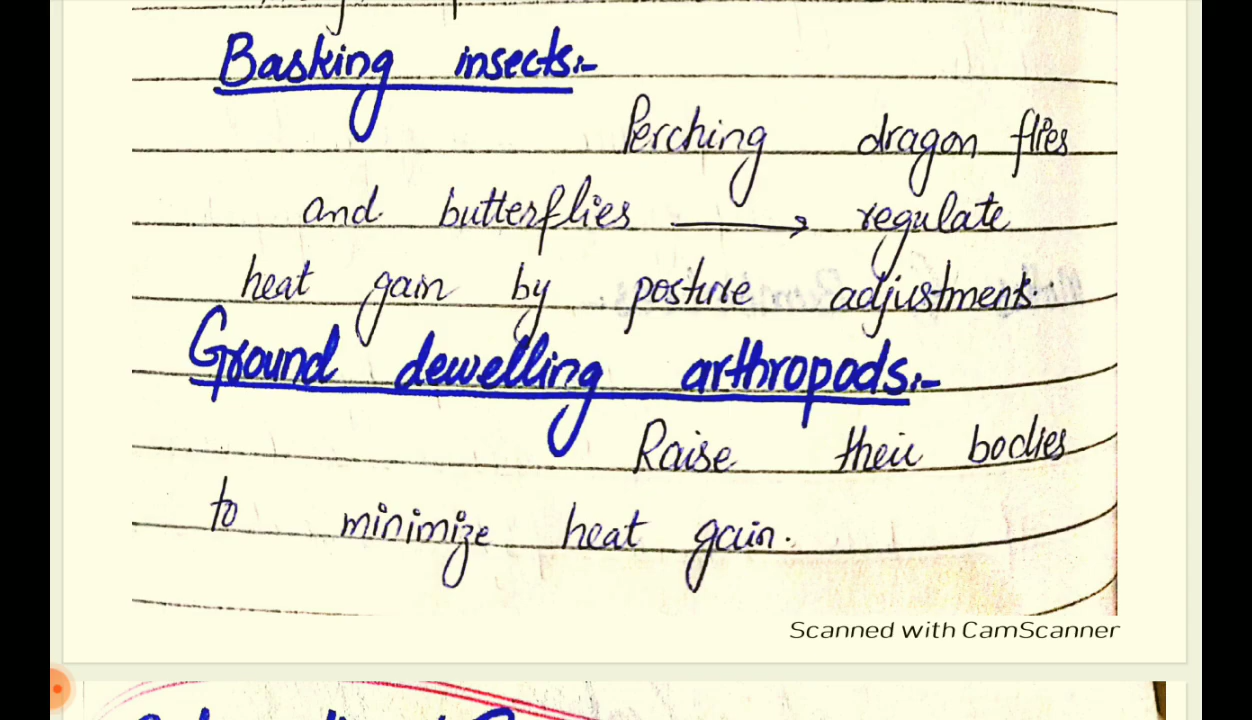 Basking insects:-
Perching dragon flies
and butterflies → regulate
heat gain by posture adjustments.
Ground dewelling arthropods:-
Raise their bodies
to minimize heat gain.
Scanned with CamScanner